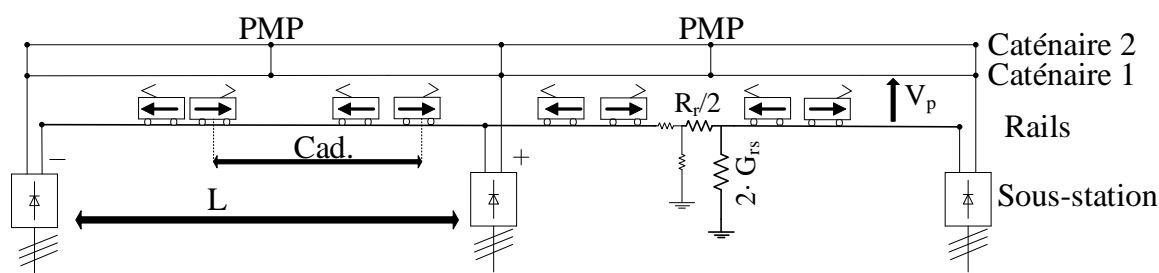 PMP PMP
Caténaire 2
Caténaire 1
V_p
R_r/2
Rails
Cad.
2· G_rs
− +
L
Sous-station